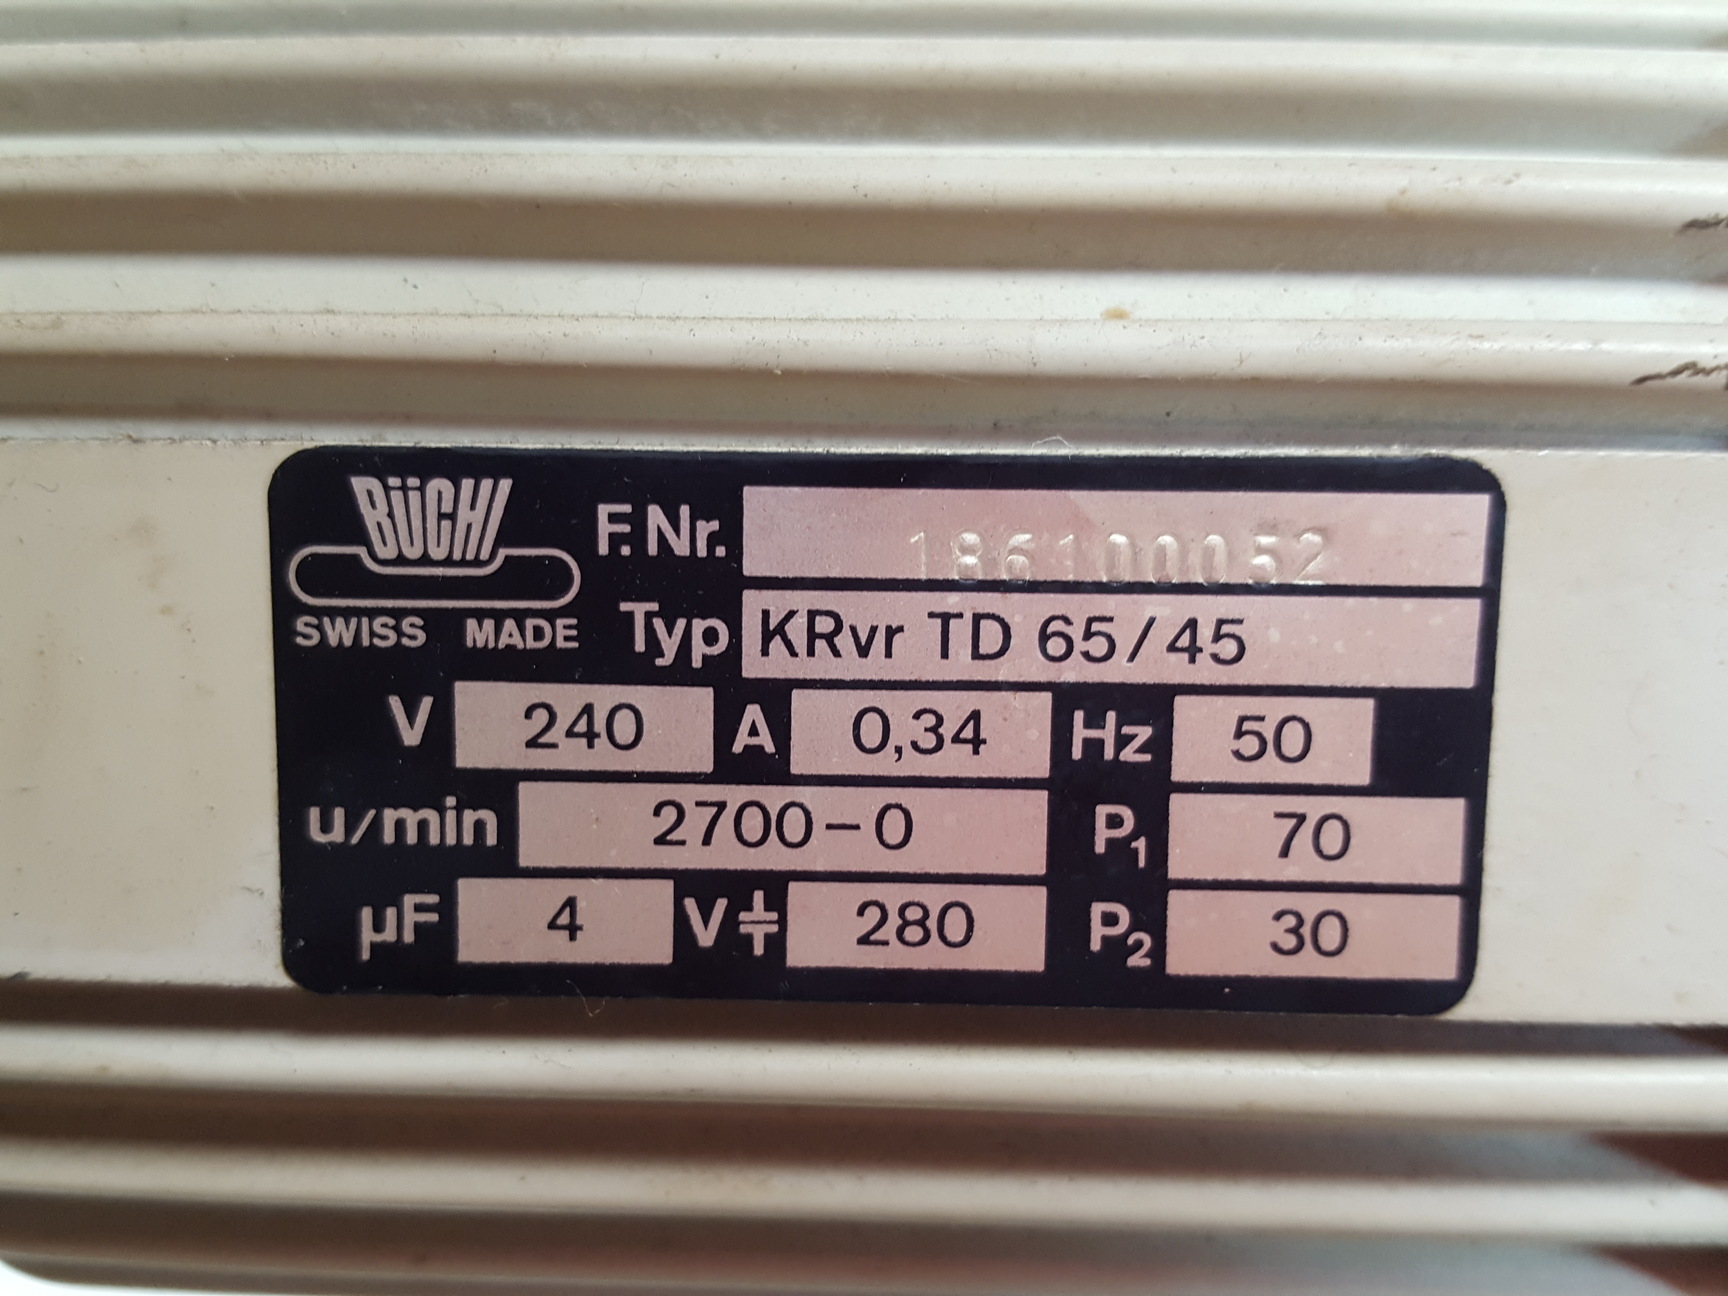 BÜCHI
SWISS MADE
F. Nr. 186100052
Typ KRvr TD 65/45
V 240 A 0,34 Hz 50
u/min 2700-0 P1 70
µF 4 V 280 P2 30